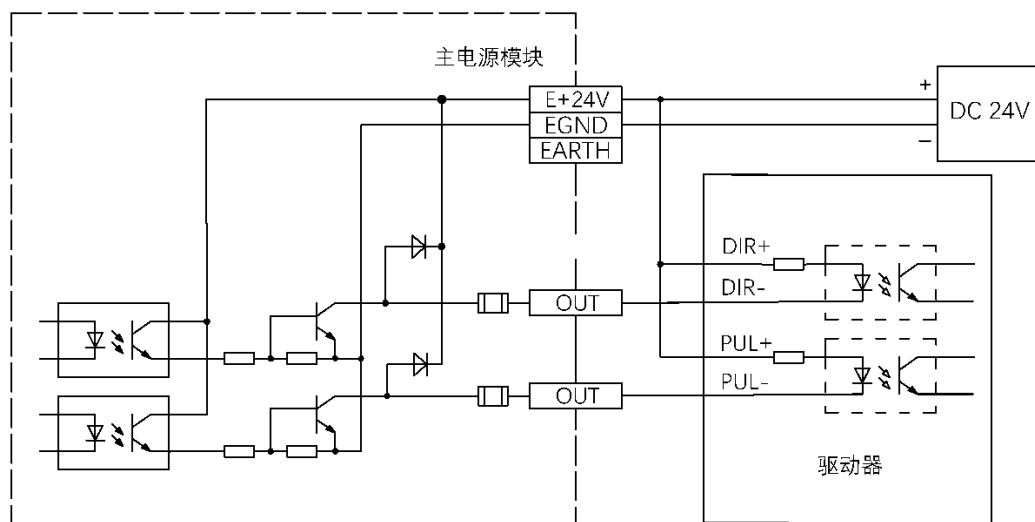 主电源模块
E+24V
EGND
EARTH
+
DC 24V
−
DIR+
DIR-
OUT
PUL+
PUL-
OUT
驱动器